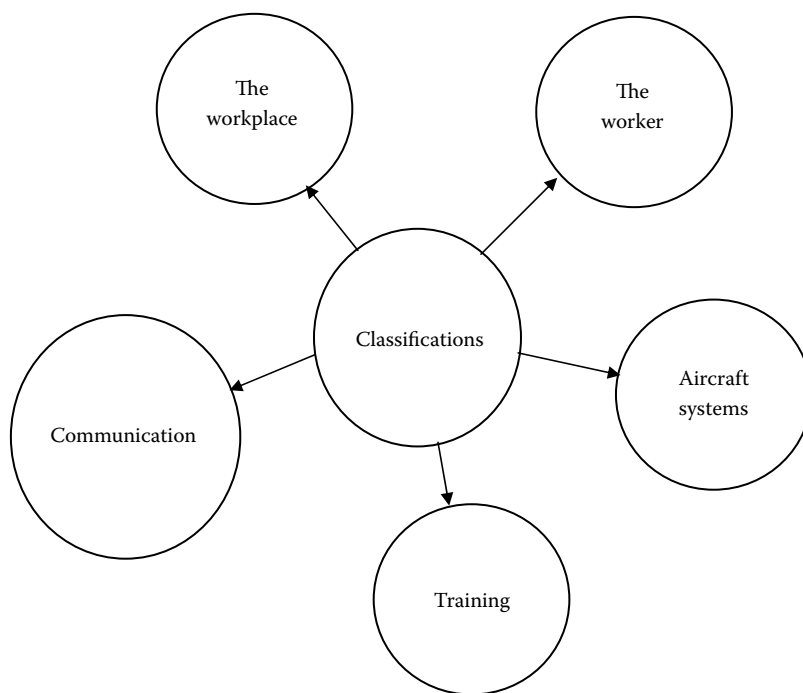 The
workplace
The
worker
Classifications
Aircraft
systems
Communication
Training